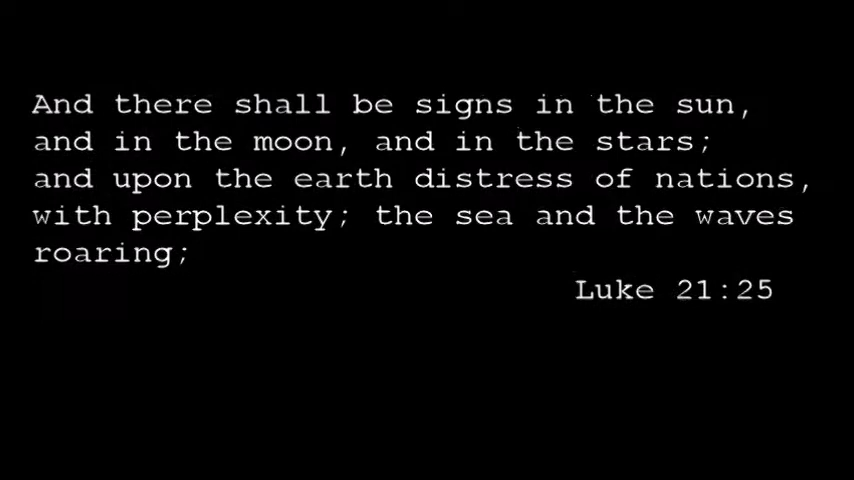 And there shall be signs in the sun,
and in the moon, and in the stars;
and upon the earth distress of nations,
with perplexity; the sea and the waves
roaring;
Luke 21:25